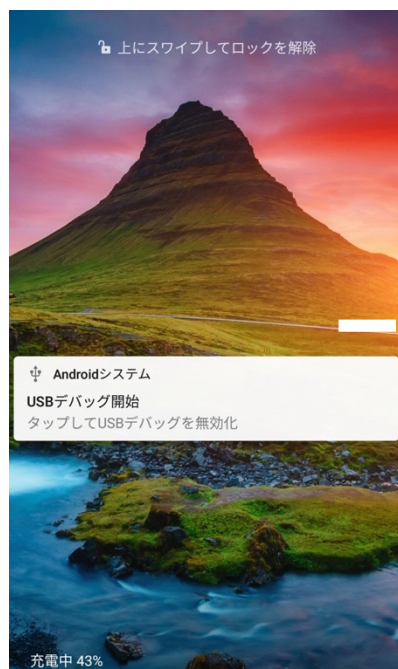 上にスワイプしてロックを解除
Androidシステム
USBデバッグ開始
タップしてUSBデバッグを無効化
充電中 43%